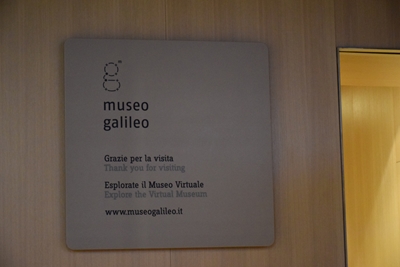 museo
galileo
Grazie per la visita
Thank you for visiting
Esplorate il Museo Virtuale
Explore the Virtual Museum
www.museogalileo.it